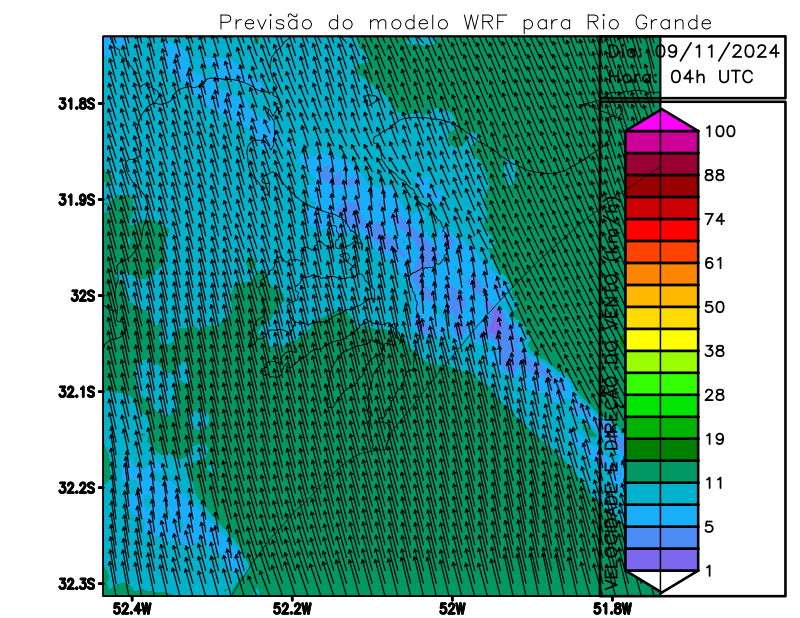 Previsão do modelo WRF para Rio Grande
Dia: 09/11/2024
Hora: 04h UTC
31.8S
31.9S
32S
32.1S
32.2S
32.3S
52.4W
52.2W
52W
51.8W
VELOCIDADE E DIREÇÃO DO VENTO (km/h)
100
88
74
61
50
38
28
19
11
5
1